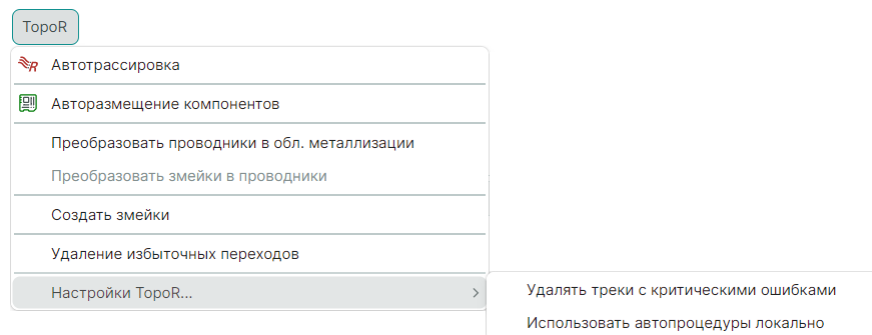 TopoR
Автотрассировка
Авторазмещение компонентов
Преобразовать проводники в обл. металлизации
Преобразовать змейки в проводники
Создать змейки
Удаление избыточных переходов
Настройки TopoR...
Удалять треки с критическими ошибками
Использовать автопроцедуры локально